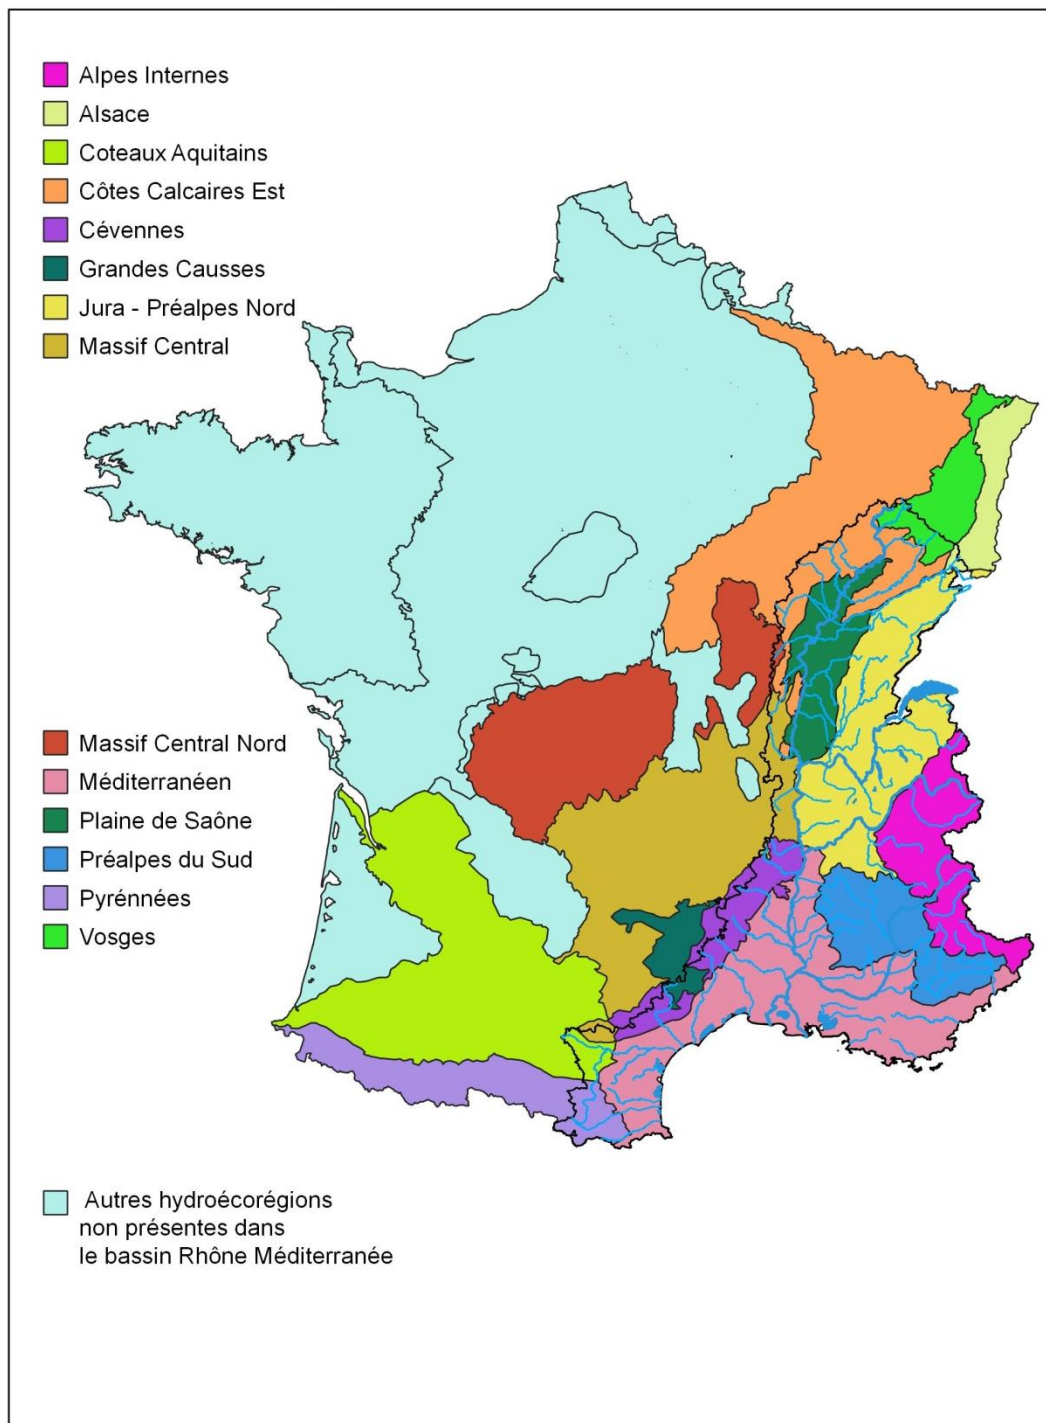 Alpes Internes
Alsace
Coteaux Aquitains
Côtes Calcaires Est
Cévennes
Grandes Causses
Jura - Préalpes Nord
Massif Central
Massif Central Nord
Méditerranéen
Plaine de Saône
Préalpes du Sud
Pyrénnées
Vosges
Autres hydroécorégions
non présentes dans
le bassin Rhône Méditerranée